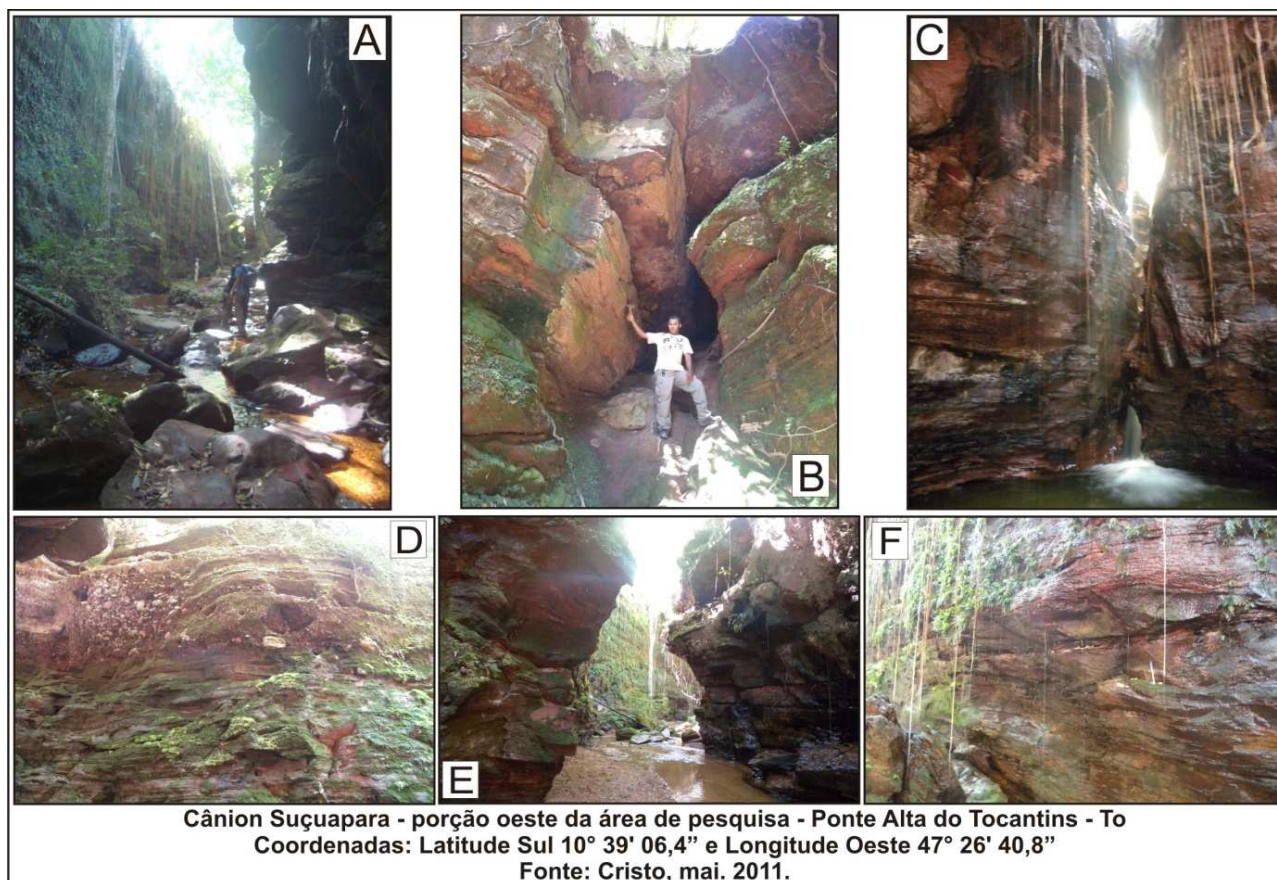 A
B
C
D
E
F
Cânion Suçuapara - porção oeste da área de pesquisa - Ponte Alta do Tocantins - To
Coordenadas: Latitude Sul 10° 39' 06,4” e Longitude Oeste 47° 26' 40,8”
Fonte: Cristo, mai. 2011.